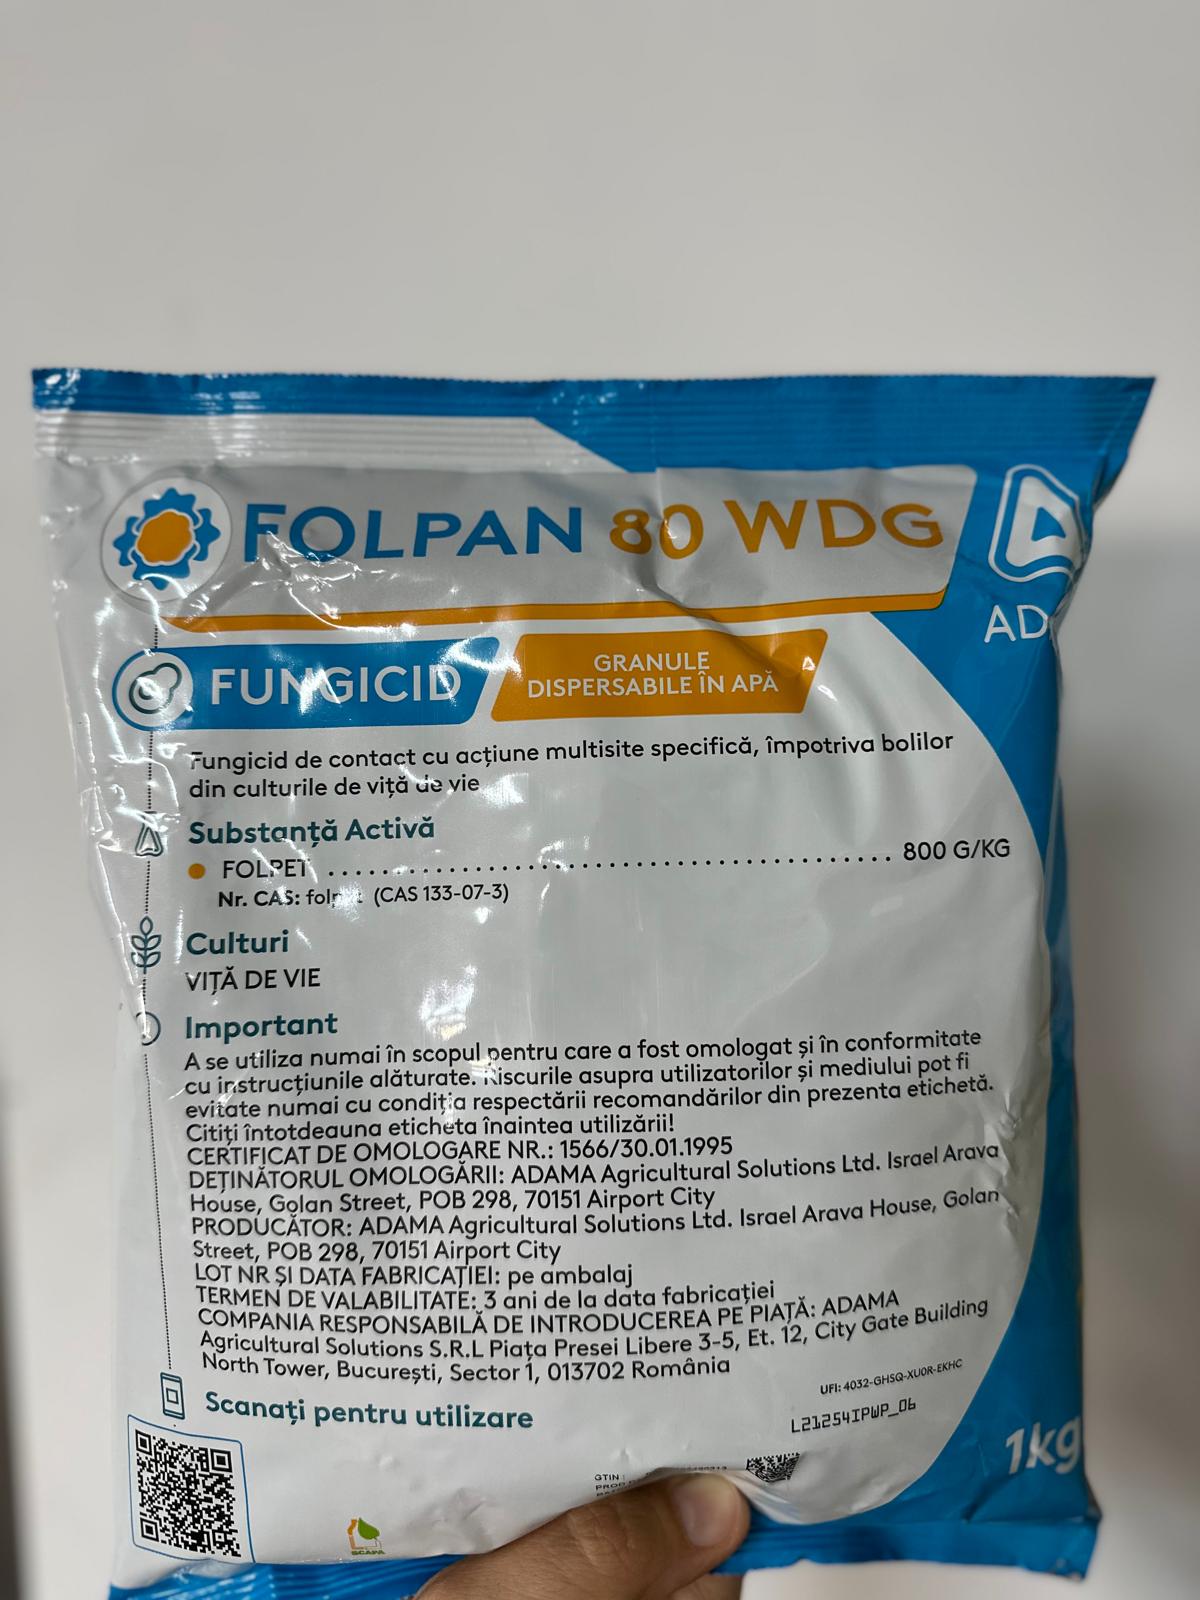 FOLPAN 80 WDG
AD
FUNGICID
GRANULE
DISPERSABILE ÎN APĂ
Fungicid de contact cu acțiune multisite specifică, împotriva bolilor
din culturile de viță de vie
Substanță Activă
FOLPET ........................................ 800 G/KG
Nr. CAS: (CAS 133-07-3)
Culturi
VIȚĂ DE VIE
Important
A se utiliza numai în scopul pentru care a fost omologat și în conformitate
cu instrucțiunile alăturate. Riscurile asupra utilizatorilor și mediului pot fi
evitate numai cu condiția respectării recomandărilor din prezenta etichetă.
Citiți întotdeauna eticheta înaintea utilizării!
CERTIFICAT DE OMOLOGARE NR.: 1566/30.01.1995
DEȚINĂTORUL OMOLOGĂRII: ADAMA Agricultural Solutions Ltd. Israel Arava
House, Golan Street, POB 298, 70151 Airport City
PRODUCĂTOR: ADAMA Agricultural Solutions Ltd. Israel Arava House, Golan
Street, POB 298, 70151 Airport City
LOT NR ȘI DATA FABRICAȚIEI: pe ambalaj
TERMEN DE VALABILITATE: 3 ani de la data fabricației
COMPANIA RESPONSABILĂ DE INTRODUCEREA PE PIAȚĂ: ADAMA
Agricultural Solutions S.R.L Piața Presei Libere 3-5, Et. 12, City Gate Building
North Tower, București, Sector 1, 013702 România
UFI: 4032-GHSQ-XU0R-EKHC
L21254IPWP_06
Scanați pentru utilizare
1kg
GTIN:
SCAPA